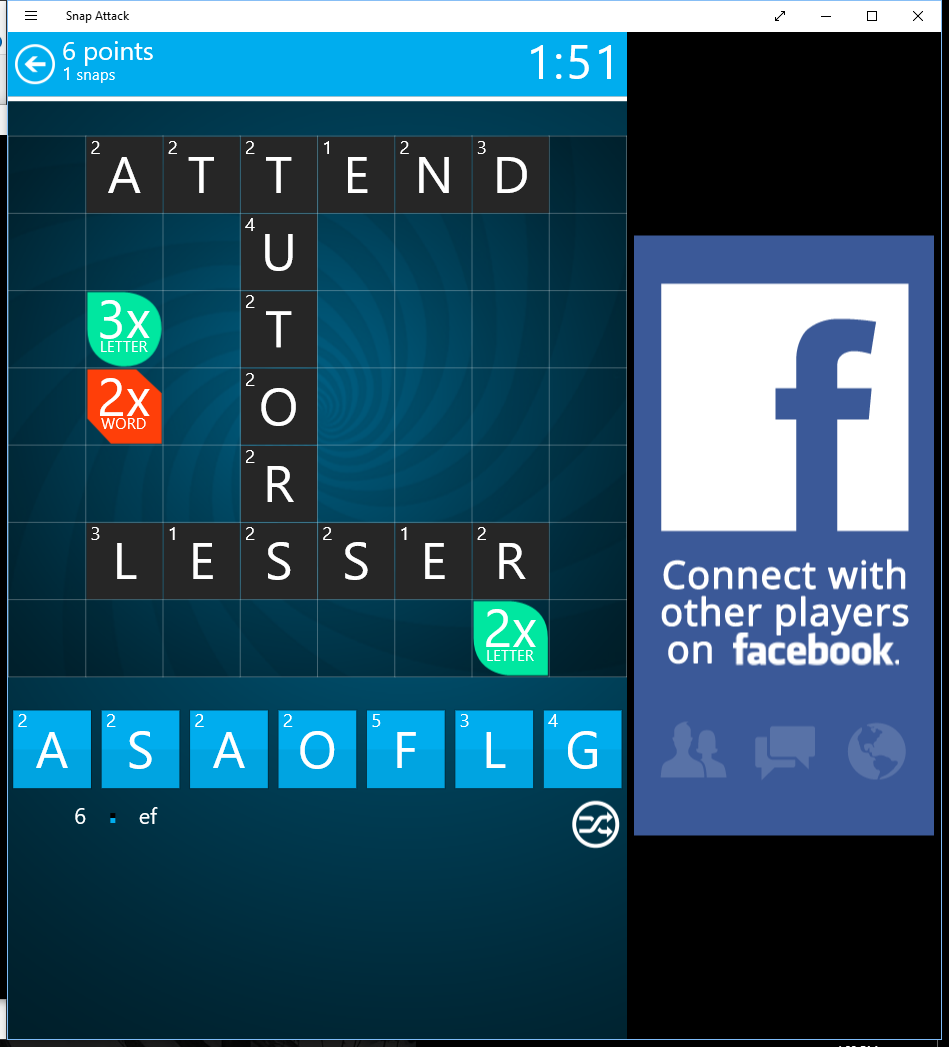 Snap Attack
6 points
1 snaps
1:51
2 A 2 T 2 T 1 E 2 N 3 D
4 U
3x
LETTER
2 T
2x
WORD
2 O
2 R
3 L 1 E 2 S 2 S 1 E 2 R
2x
LETTER
2 A 2 S 2 A 2 O 5 F 3 L 4 G
6 ef
f
Connect with
other players
on facebook.